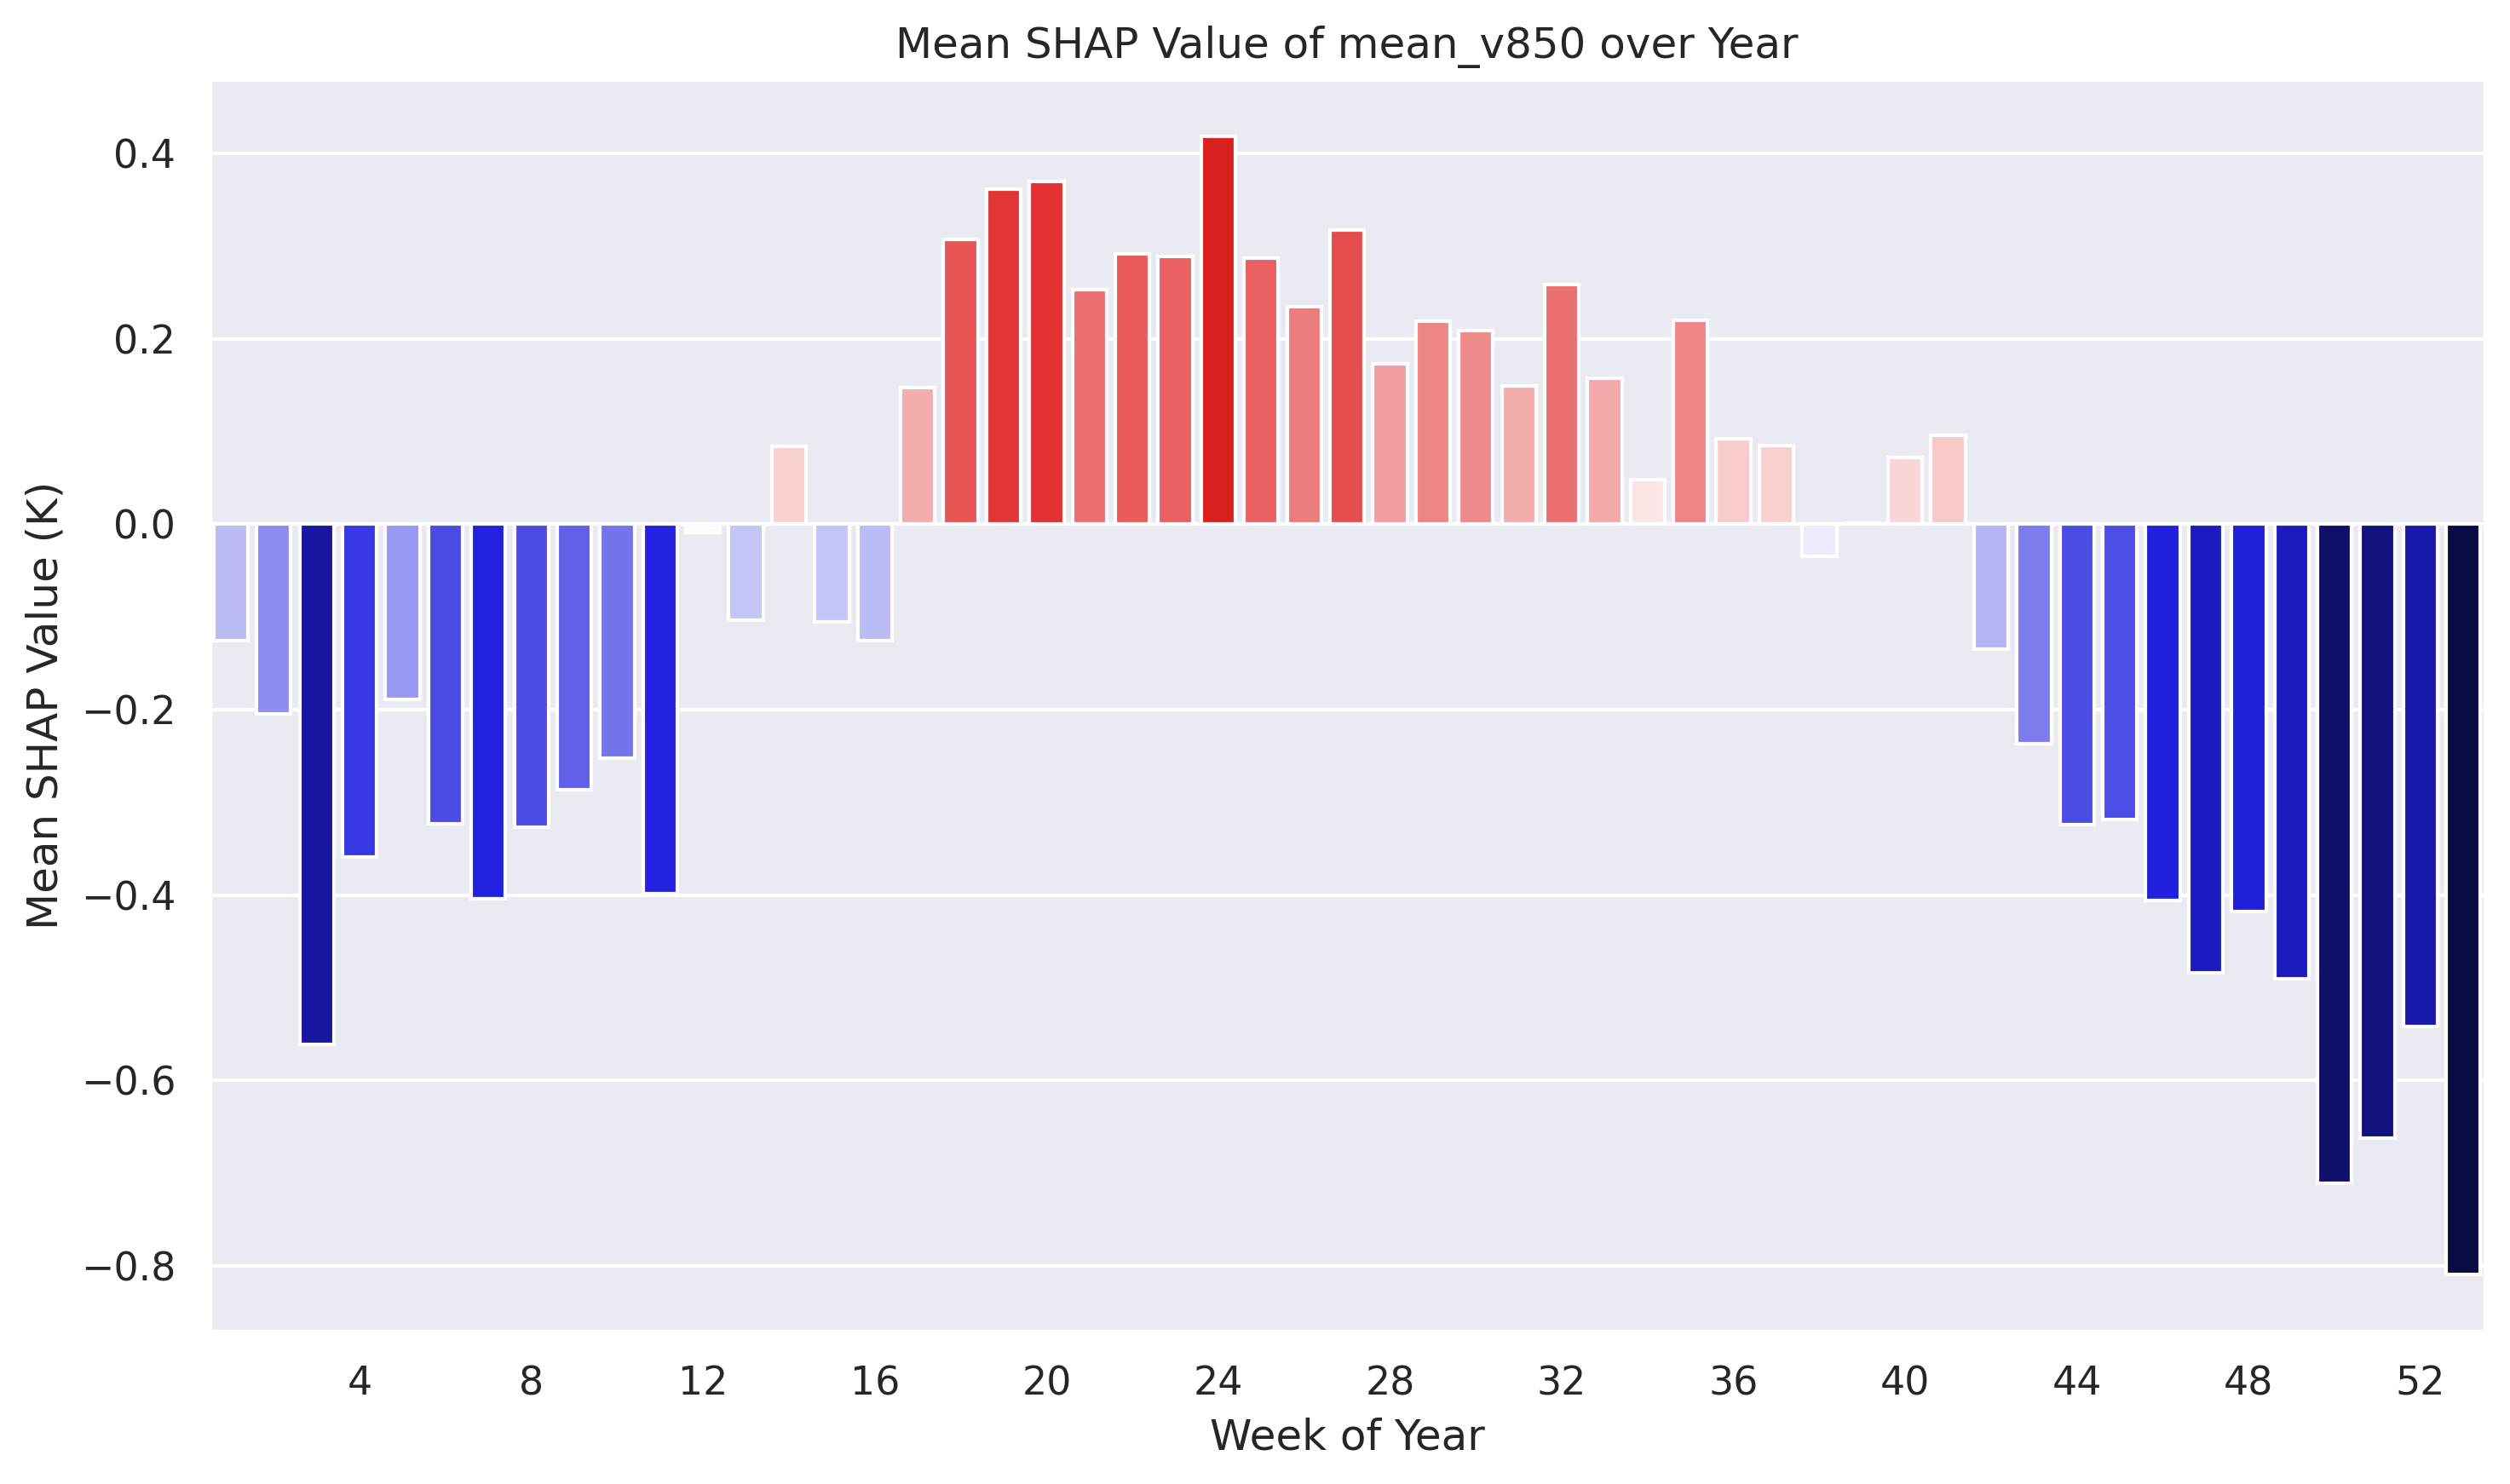 Mean SHAP Value of mean_v850 over Year
Mean SHAP Value (K)
0.4
0.2
0.0
−0.2
−0.4
−0.6
−0.8
4 8 12 16 20 24 28 32 36 40 44 48 52
Week of Year